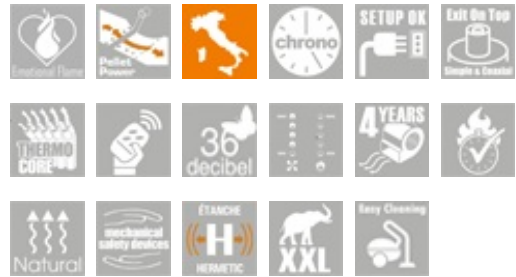 Emotional Flame
Pellet
Power
chrono
SETUP OK
Exit On Top
Simple & Coaxial
THERMO
CORE
36
decibel
4 YEARS
Natural
mechanical
safety devices
ÉTANCHE
H
HERMETIC
XXL
Easy Cleaning